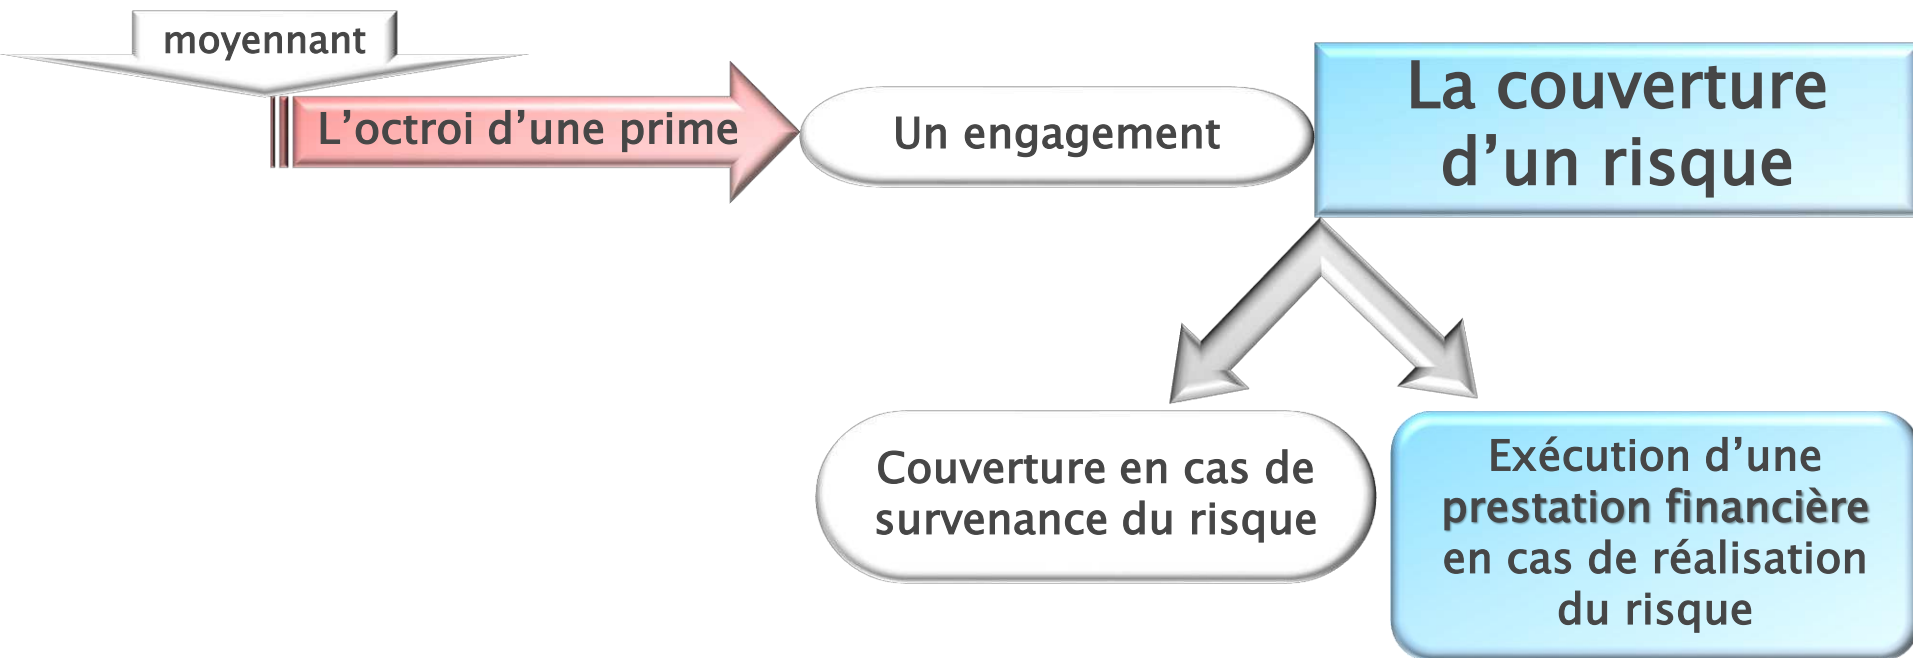 moyennant
L’octroi d’une prime
Un engagement
La couverture
d’un risque
Couverture en cas de
survenance du risque
Exécution d’une
prestation financière
en cas de réalisation
du risque